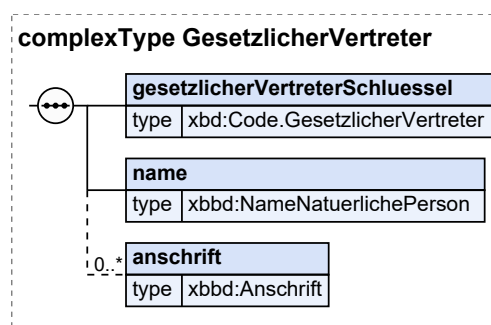 complexType GesetzlicherVertreter
gesetzlicherVertreterSchluessel
type xbd:Code.GesetzlicherVertreter
name
type xbbd:NameNatuerlichePerson
0..* anschrift
type xbbd:Anschrift